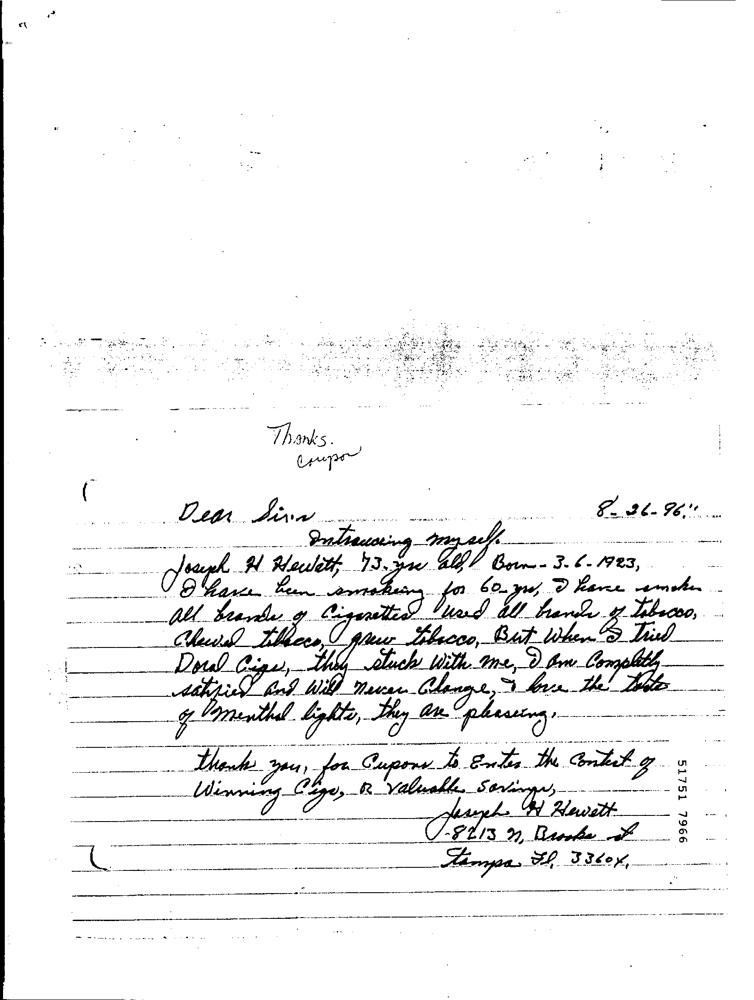 Thanks.
Coupon
Dear Sirs
8-26-96."
Introducing myself.
Joseph H Hewett, 73. yrs old, Born - 3-6-1923,
I have been smoking for 60-yrs, I have smoken
all brands of Cigarettes used all brands of tobacco,
Chewed tobacco, grew tobacco, But When I tried
Doral Cigs, they stuck With me, I am Completly
satified and Will never Change, I love the taste
of menthol lights, they are pleasing,
thank you, for Cupons to Enter the Contest of
Winning Cigs, or valuable savings,
Joseph H Hewett
8213 N, Brooks st
Tampa Fl, 33604,
51751 7966